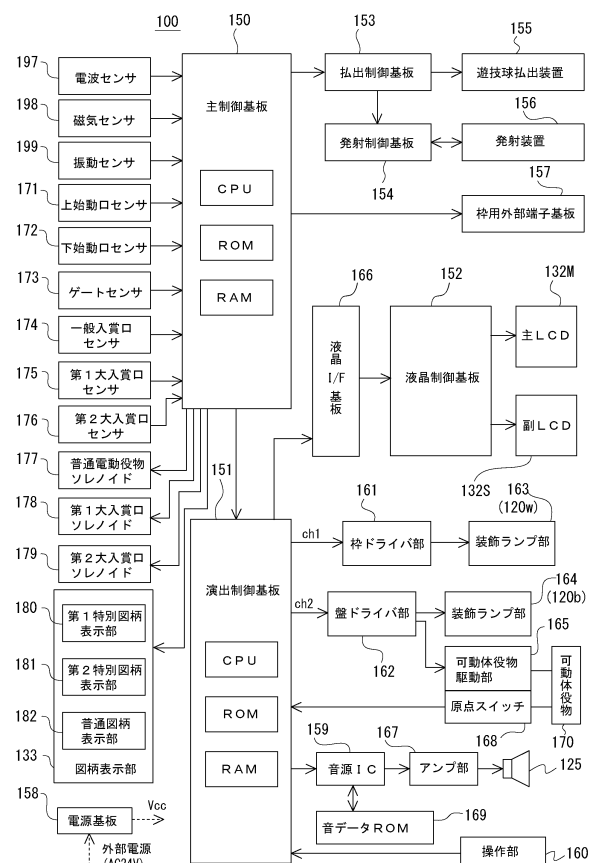 100
150
主制御基板
CPU
ROM
RAM
197
電波センサ
198
磁気センサ
199
振動センサ
171
上始動口センサ
172
下始動口センサ
173
ゲートセンサ
174
一般入賞口
センサ
175
第1大入賞口
センサ
176
第2大入賞口
センサ
177
普通電動役物
ソレノイド
178
第1大入賞口
ソレノイド
179
第2大入賞口
ソレノイド
180
第1特別図柄
表示部
181
第2特別図柄
表示部
182
普通図柄
表示部
133
図柄表示部
158
電源基板
Vcc
外部電源
(AC24V)
153
払出制御基板
155
遊技球払出装置
発射制御基板
154
156
発射装置
157
枠用外部端子基板
166
液晶
I/F
基板
152
液晶制御基板
132M
主LCD
副LCD
132S
151
演出制御基板
CPU
ROM
RAM
ch1
161
枠ドライバ部
163
(120w)
装飾ランプ部
ch2
盤ドライバ部
162
装飾ランプ部
164
(120b)
165
可動体役物
駆動部
原点スイッチ
168
可動体役物
170
159
音源IC
167
アンプ部
125
音データROM
169
操作部
160